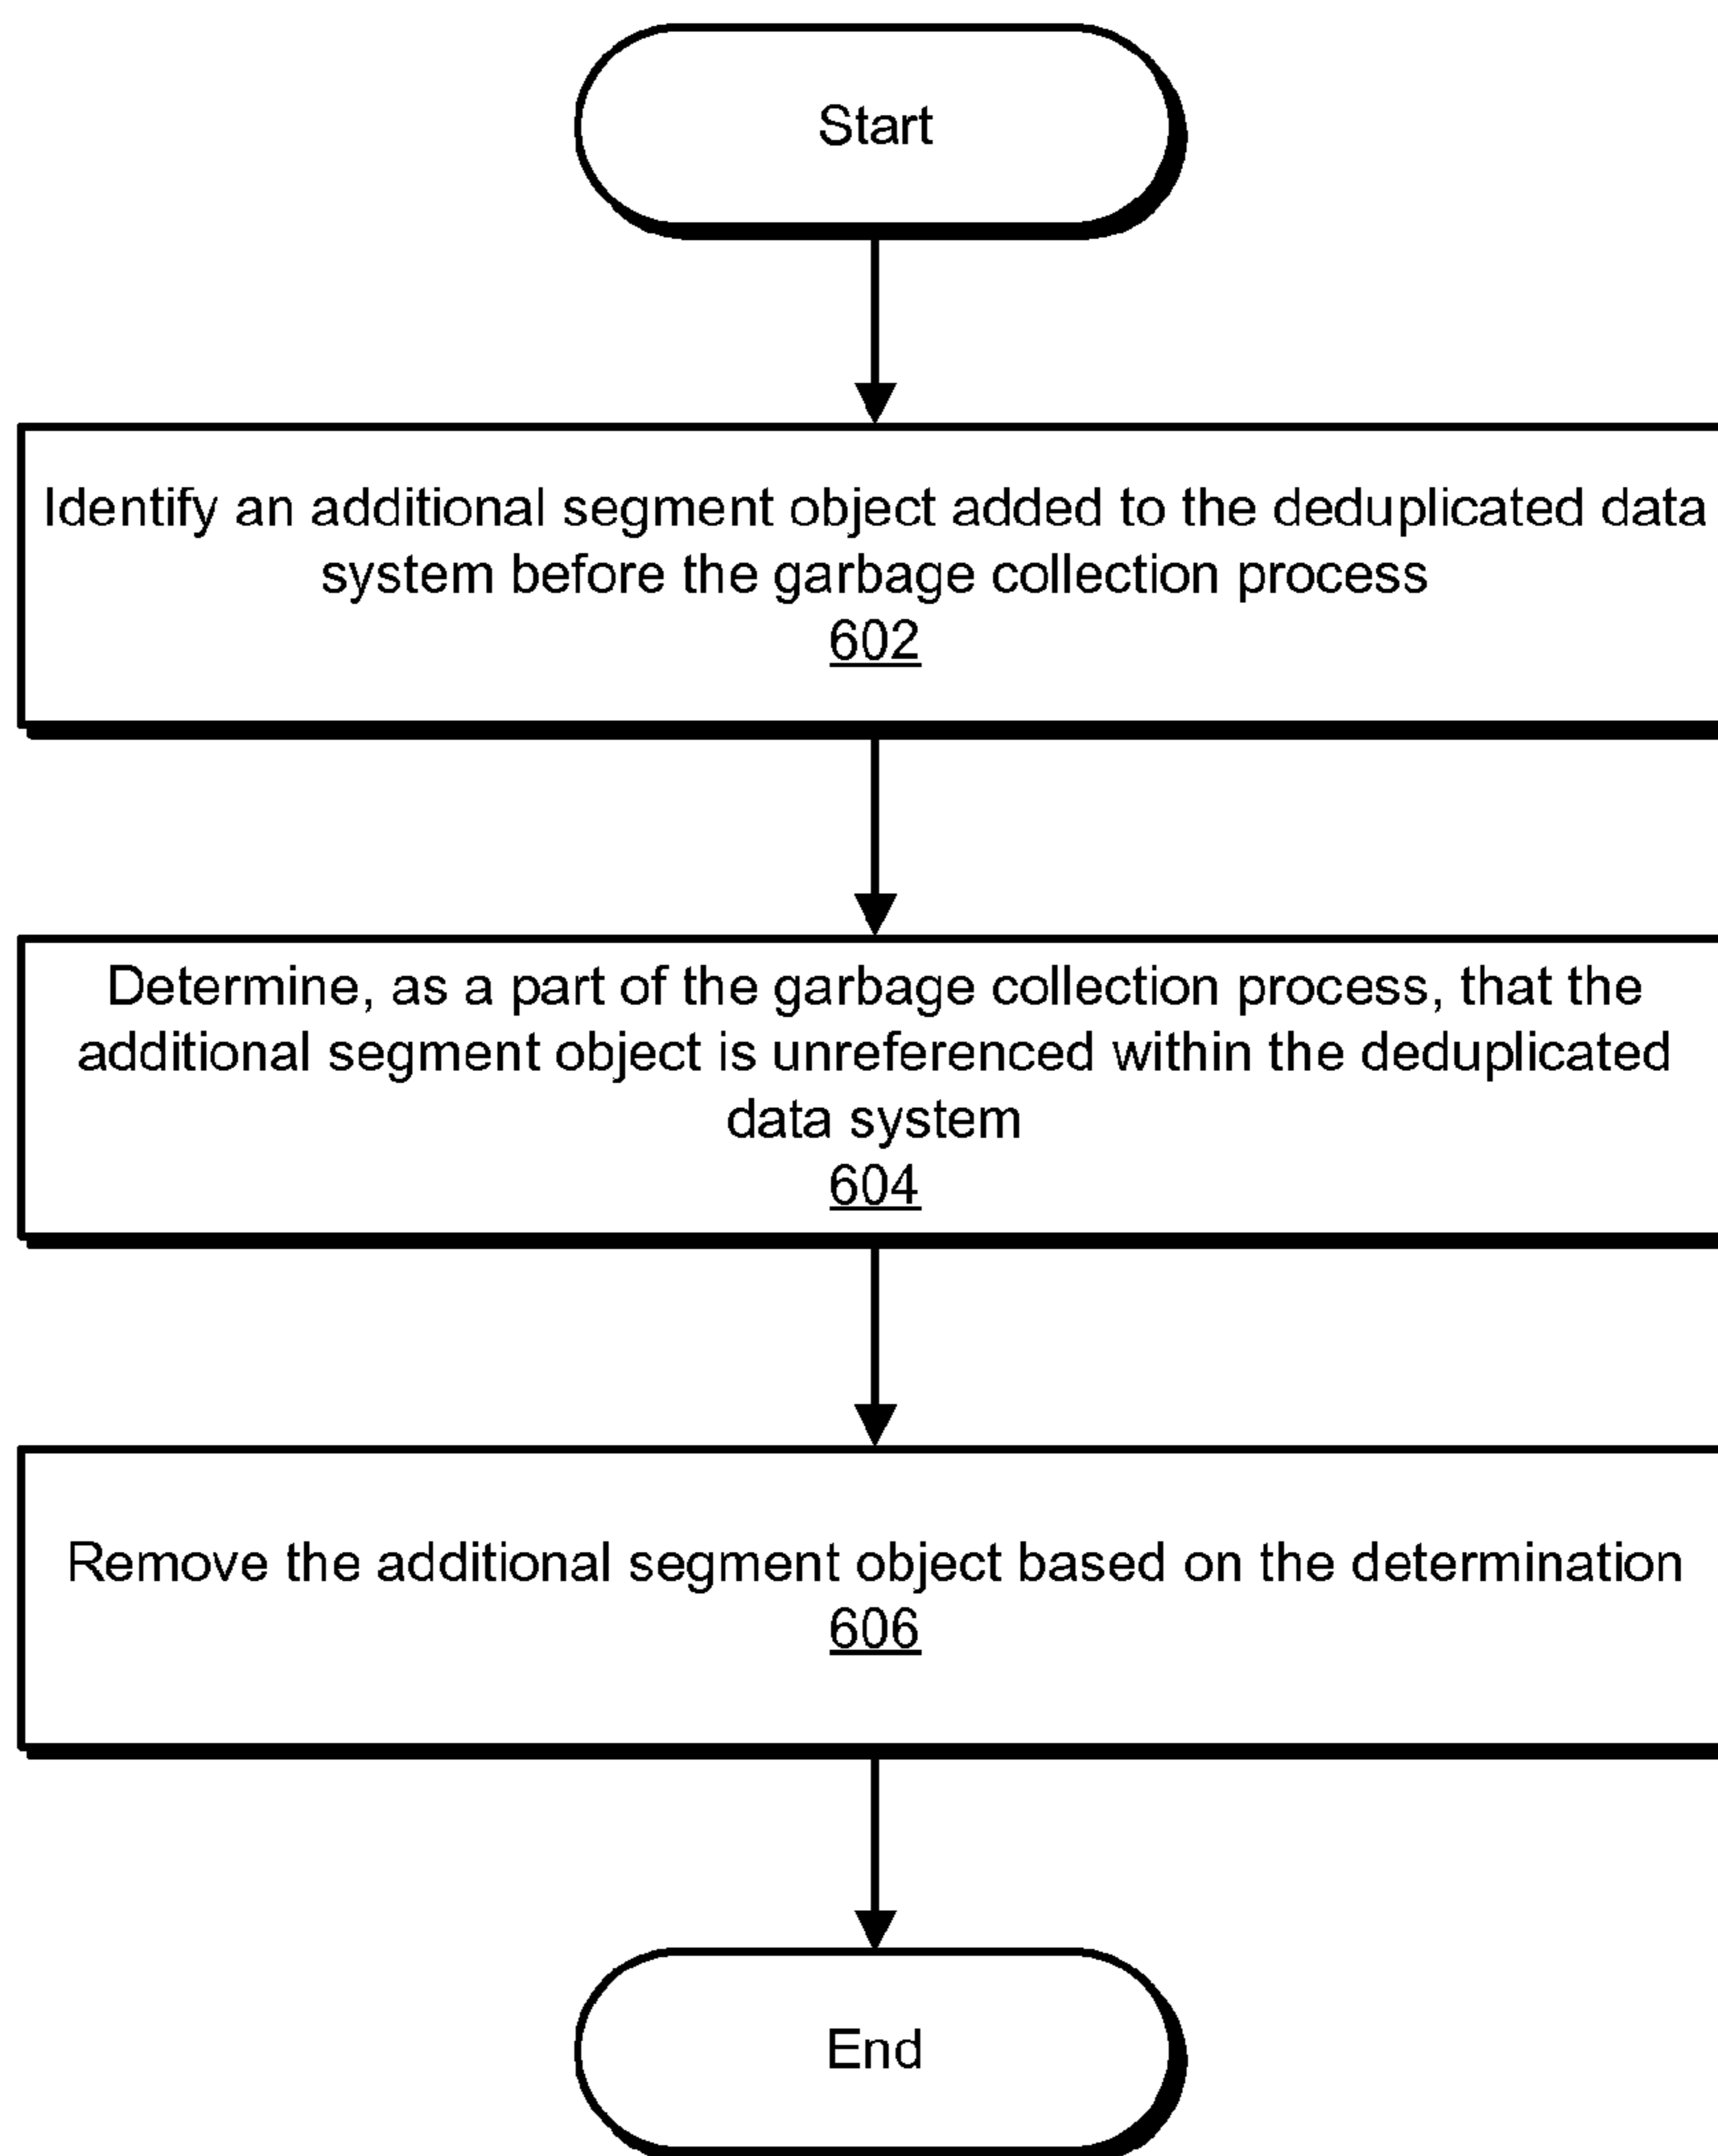 Start
Identify an additional segment object added to the deduplicated data
system before the garbage collection process
602
Determine, as a part of the garbage collection process, that the
additional segment object is unreferenced within the deduplicated
data system
604
Remove the additional segment object based on the determination
606
End